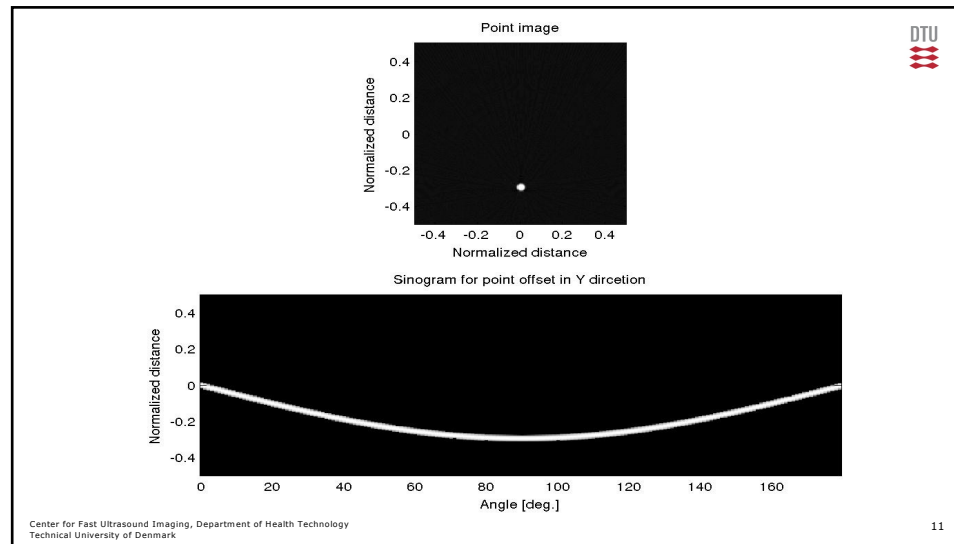 Point image
DTU
Normalized distance
0.4
0.2
0
-0.2
-0.4
-0.4 -0.2 0 0.2 0.4
Normalized distance
Sinogram for point offset in Y dircetion
Normalized distance
0.4
0.2
0
-0.2
-0.4
0 20 40 60 80 100 120 140 160
Angle [deg.]
Center for Fast Ultrasound Imaging, Department of Health Technology
Technical University of Denmark
11